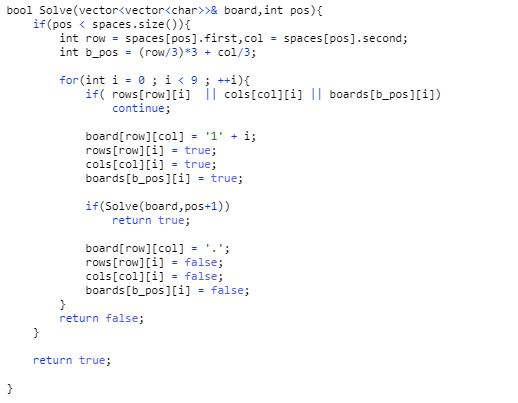 bool Solve(vector<vector<char>>& board,int pos){
    if(pos < spaces.size()){
        int row = spaces[pos].first,col = spaces[pos].second;
        int b_pos = (row/3)*3 + col/3;

        for(int i = 0 ; i < 9 ; ++i){
            if( rows[row][i]  || cols[col][i] || boards[b_pos][i])
                continue;

            board[row][col] = '1' + i;
            rows[row][i] = true;
            cols[col][i] = true;
            boards[b_pos][i] = true;

            if(Solve(board,pos+1))
                return true;

            board[row][col] = '.';
            rows[row][i] = false;
            cols[col][i] = false;
            boards[b_pos][i] = false;
        }
        return false;
    }

    return true;

}